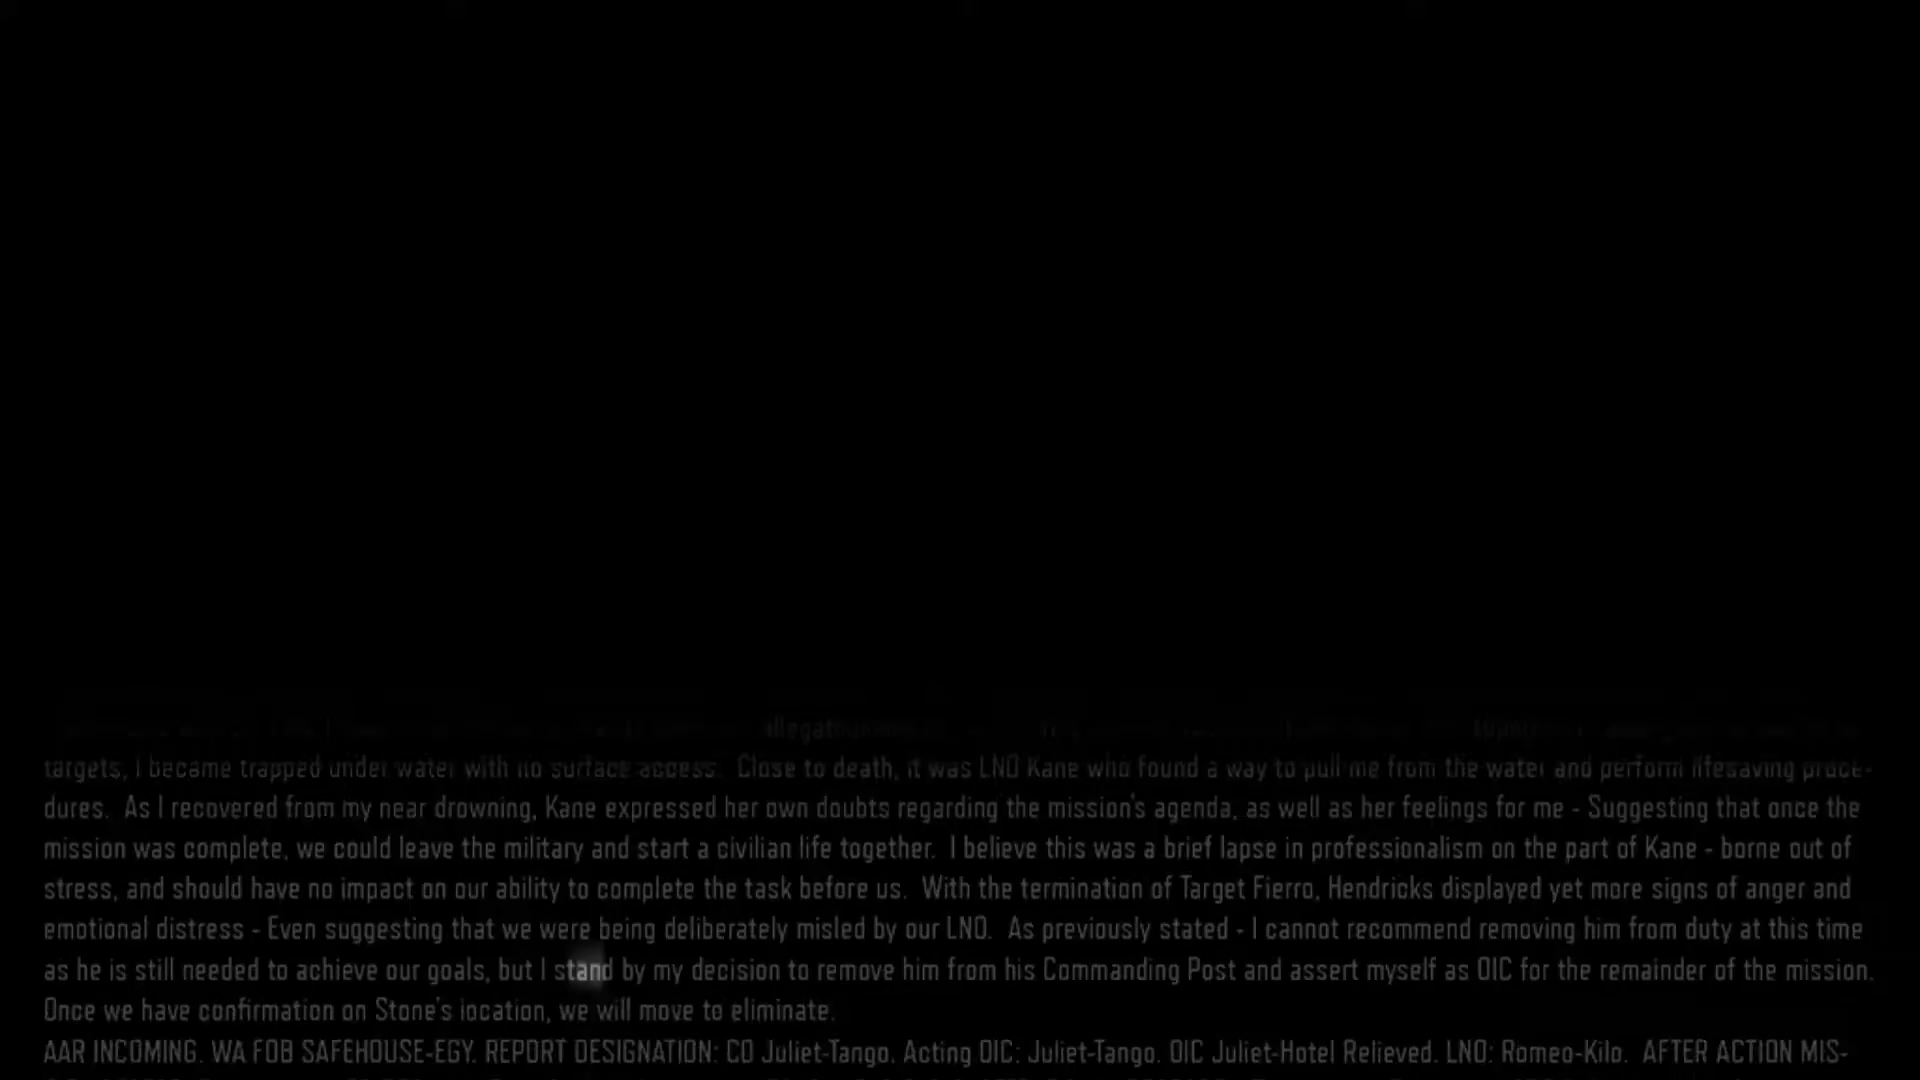 targets, I became trapped under water with no surface access.  Close to death, it was LNO Kane who found a way to pull me from the water and perform lifesaving proce-
dures.  As I recovered from my near drowning, Kane expressed her own doubts regarding the mission's agenda, as well as her feelings for me - Suggesting that once the
mission was complete, we could leave the military and start a civilian life together.  I believe this was a brief lapse in professionalism on the part of Kane - borne out of
stress, and should have no impact on our ability to complete the task before us.  With the termination of Target Fierro, Hendricks displayed yet more signs of anger and
emotional distress - Even suggesting that we were being deliberately misled by our LNO.  As previously stated - I cannot recommend removing him from duty at this time
as he is still needed to achieve our goals, but I stand by my decision to remove him from his Commanding Post and assert myself as OIC for the remainder of the mission.
Once we have confirmation on Stone's location, we will move to eliminate.
AAR INCOMING. WA FOB SAFEHOUSE-EGY. REPORT DESIGNATION: CO Juliet-Tango. Acting OIC: Juliet-Tango. OIC Juliet-Hotel Relieved. LNO: Romeo-Kilo.  AFTER ACTION MIS-